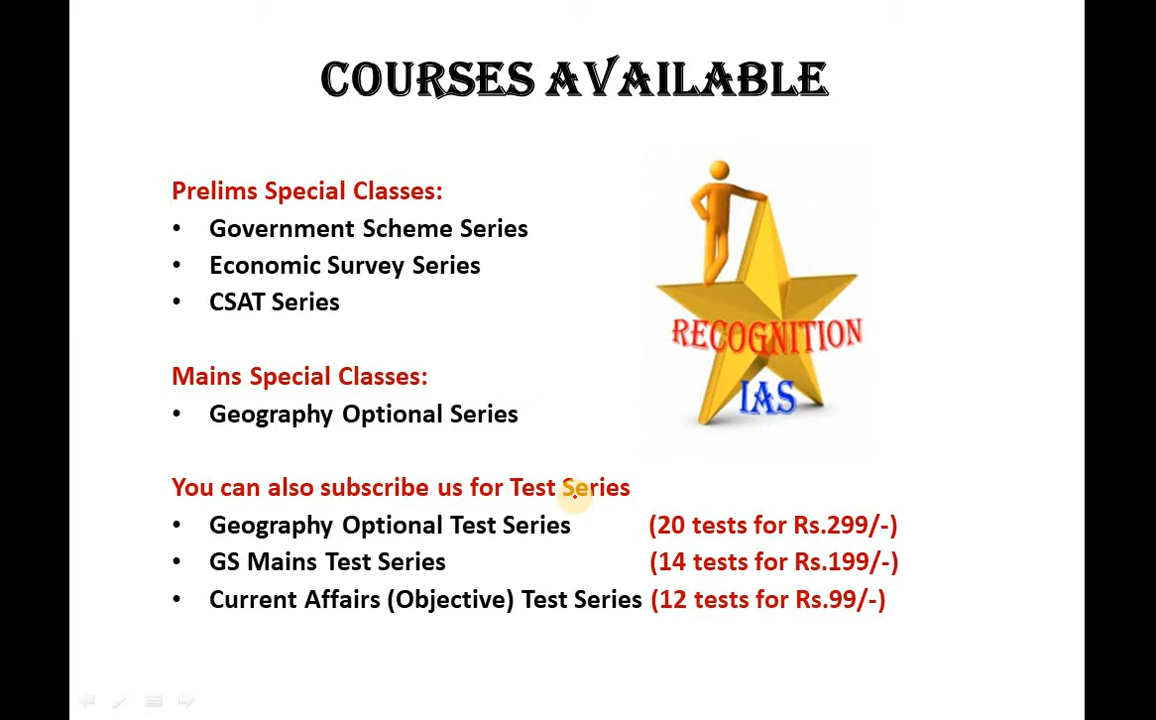 COURSES AVAILABLE
Prelims Special Classes:
• Government Scheme Series
• Economic Survey Series
• CSAT Series
RECOGNITION
IAS
Mains Special Classes:
• Geography Optional Series
You can also subscribe us for Test Series
• Geography Optional Test Series (20 tests for Rs.299/-)
• GS Mains Test Series (14 tests for Rs.199/-)
• Current Affairs (Objective) Test Series (12 tests for Rs.99/-)